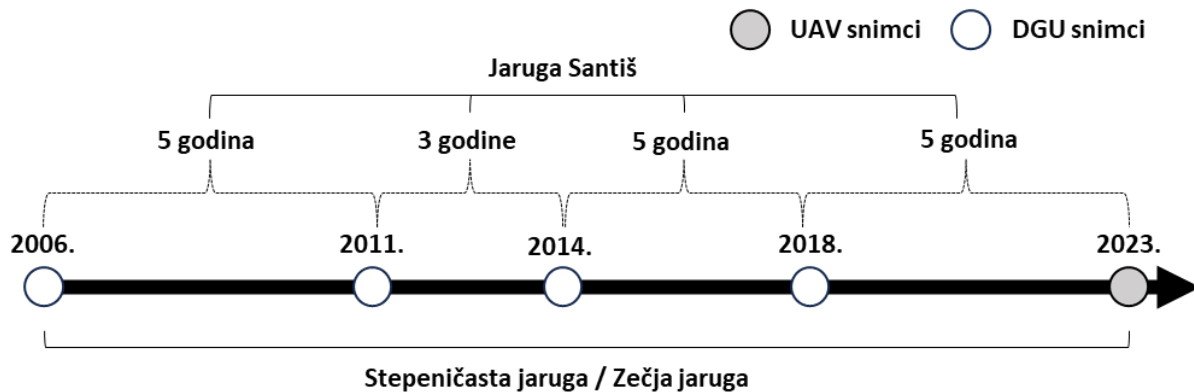 UAV snimci
DGU snimci
Jaruga Santiš
5 godina
3 godine
5 godina
5 godina
2006.
2011.
2014.
2018.
2023.
Stepeničasta jaruga / Zečja jaruga